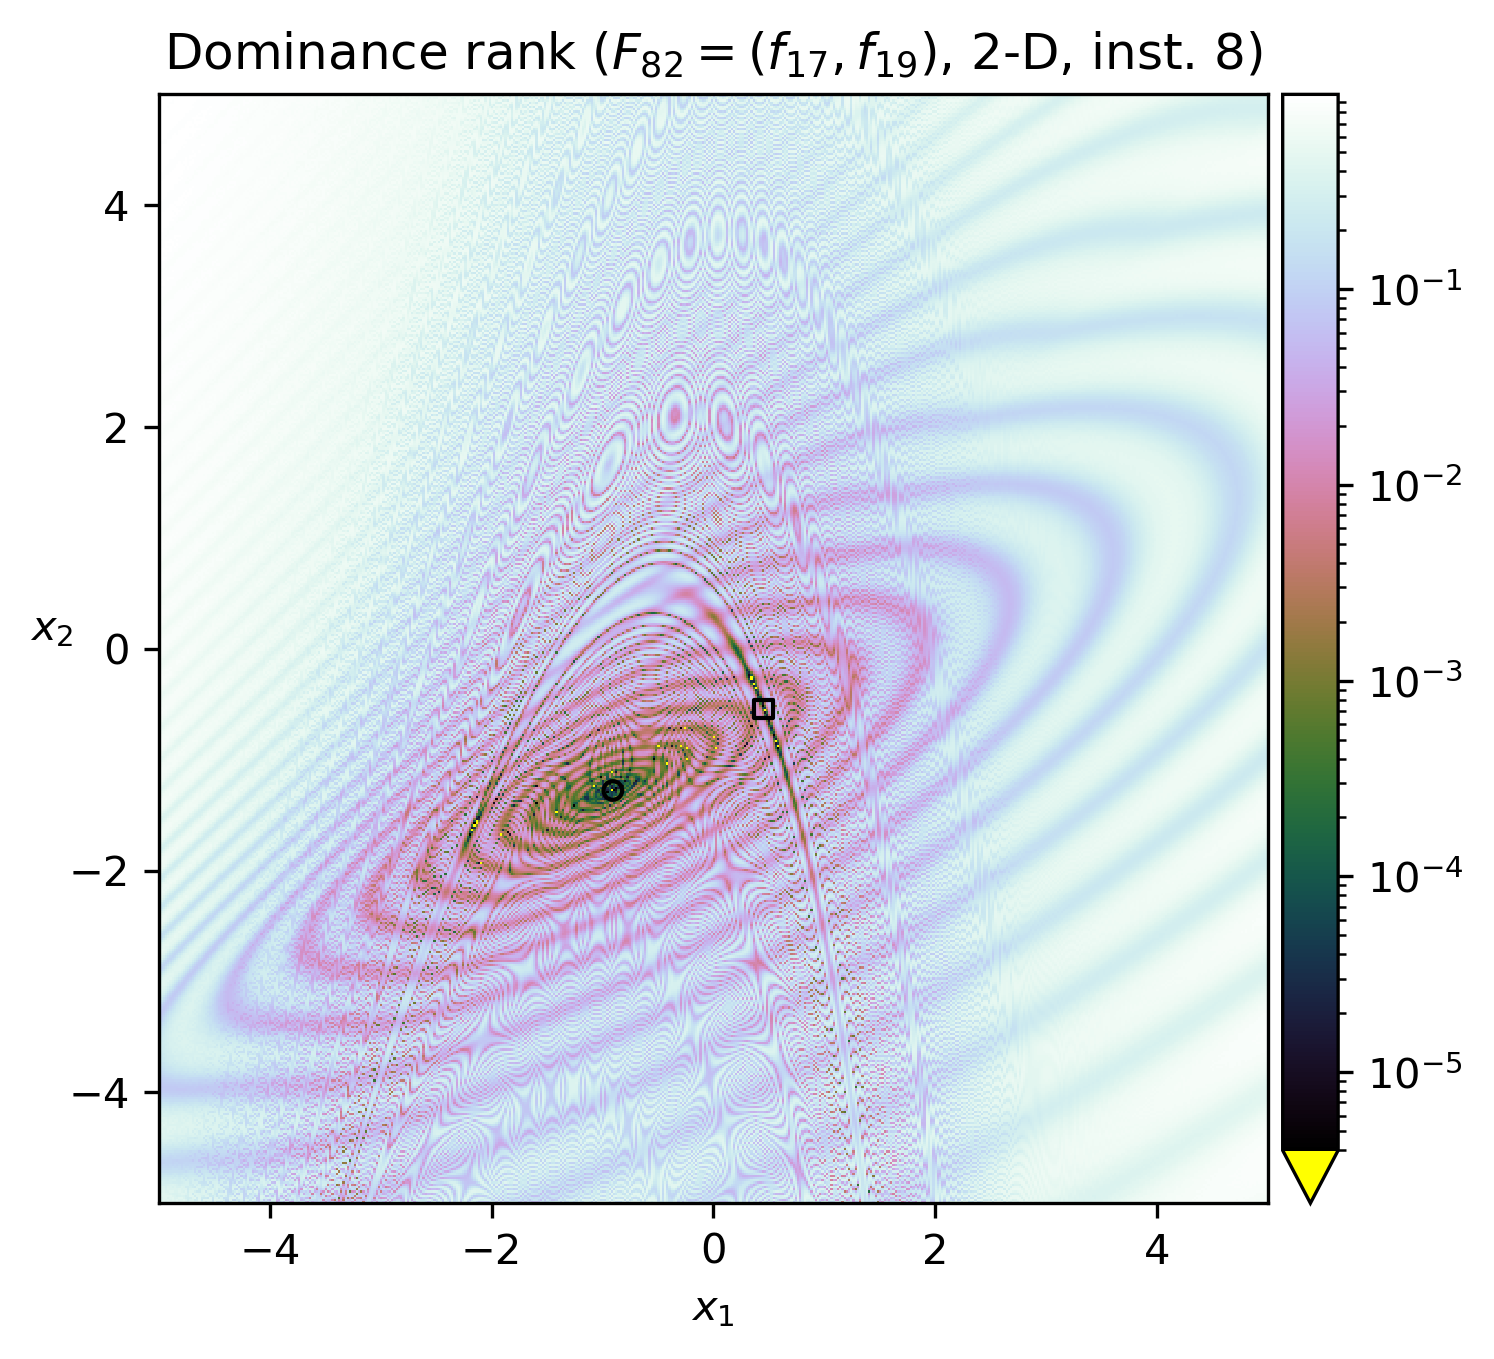 Dominance rank (F₈₂ = (f₁₇, f₁₉), 2-D, inst. 8)
4
2
0
−2
−4
x₂
−4 −2 0 2 4
x₁
10⁻¹
10⁻²
10⁻³
10⁻⁴
10⁻⁵